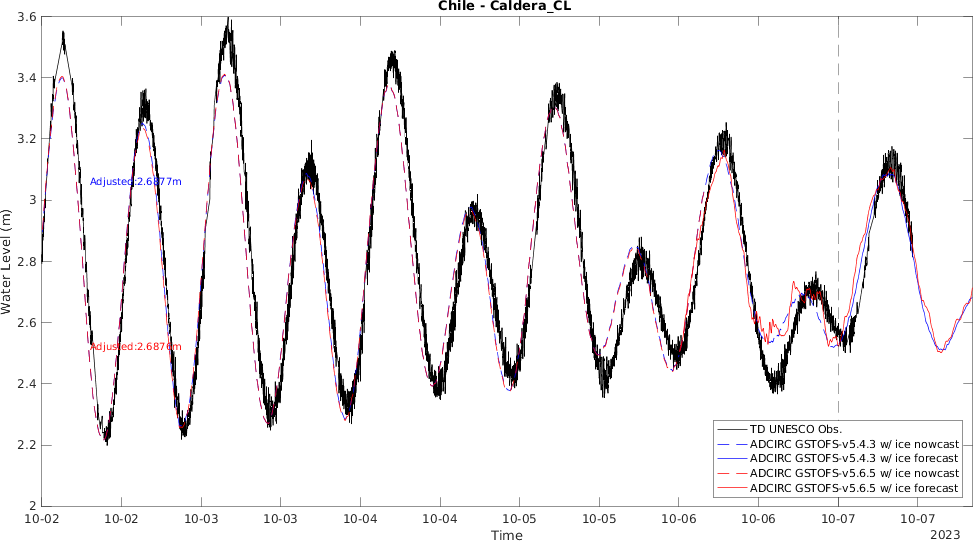 Chile - Caldera_CL
3.6
3.4
3.2
3
2.8
2.6
2.4
2.2
2
Water Level (m)
Adjusted:2.6877m
Adjusted:2.6876m
TD UNESCO Obs.
ADCIRC GSTOFS-v5.4.3 w/ ice nowcast
ADCIRC GSTOFS-v5.4.3 w/ ice forecast
ADCIRC GSTOFS-v5.6.5 w/ ice nowcast
ADCIRC GSTOFS-v5.6.5 w/ ice forecast
10-02 10-02 10-03 10-03 10-04 10-04 10-05 10-05 10-06 10-06 10-07 10-07
Time
2023